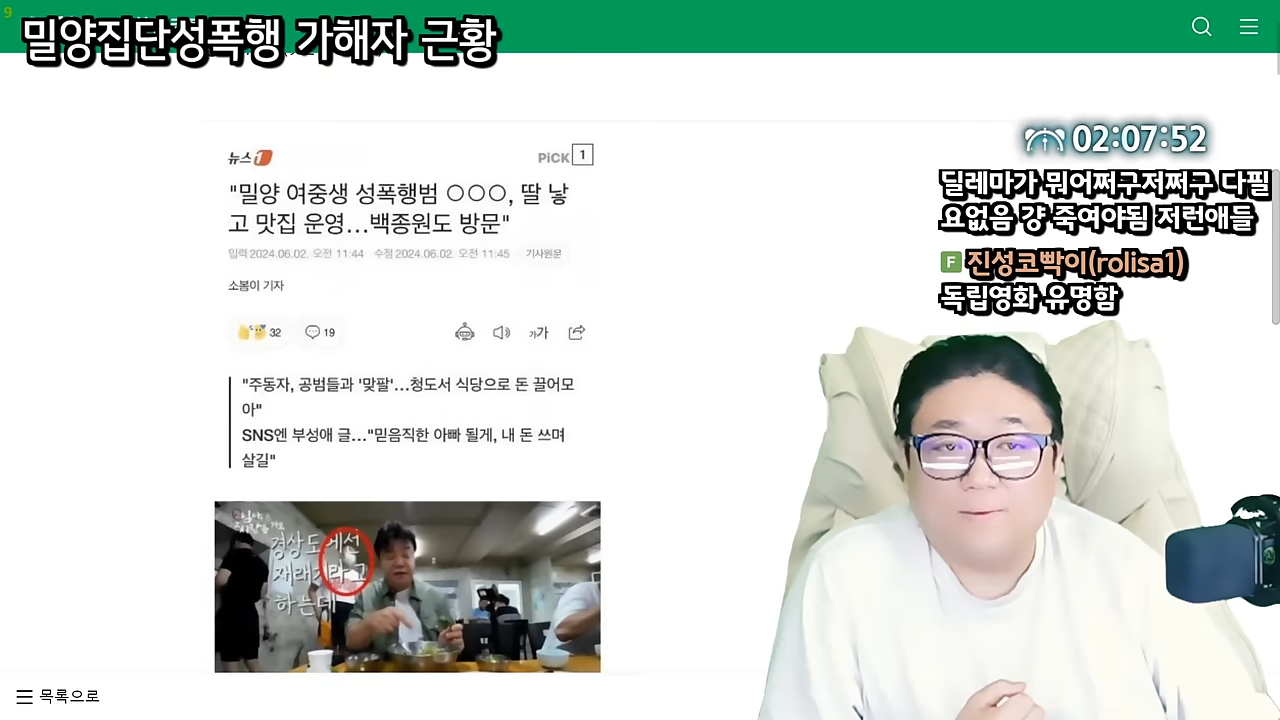 9
밀양집단성폭행 가해자 근황
02:07:52
딜레마가 뭐어쩌구저쩌구 다필
요없음 걍 죽여야됨 저런애들
F 진성코빡이(rolisa1)
독립영화 유명함
뉴스1
PiCK 1
"밀양 여중생 성폭행범 ○○○, 딸 낳
고 맛집 운영…백종원도 방문"
입력 2024.06.02. 오전 11:44 수정 2024.06.02. 오전 11:45 기사원문
소봄이 기자
32 19 가가
"주동자, 공범들과 '맞팔'…청도서 식당으로 돈 끌어모
아"
SNS엔 부성애 글…"믿음직한 아빠 될게, 내 돈 쓰며
살길"
경상도에선
재래기라고
하는데
목록으로